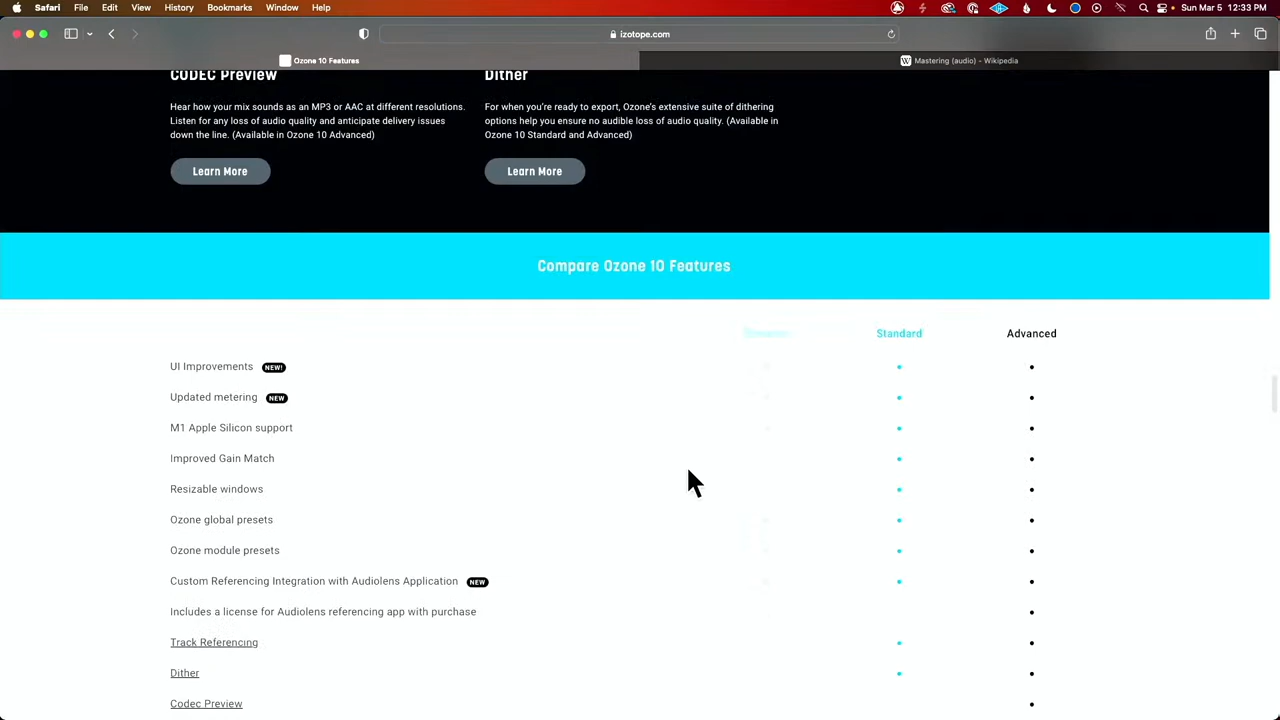 Safari File Edit View History Bookmarks Window Help Sun Mar 5 12:33 PM
izotope.com
Ozone 10 Features
Mastering (audio) - Wikipedia
CODEC Preview
Hear how your mix sounds as an MP3 or AAC at different resolutions.
Listen for any loss of audio quality and anticipate delivery issues
down the line. (Available in Ozone 10 Advanced)
Learn More
Dither
For when you're ready to export, Ozone's extensive suite of dithering
options help you ensure no audible loss of audio quality. (Available in
Ozone 10 Standard and Advanced)
Learn More
Compare Ozone 10 Features
Standard Advanced
UI Improvements NEW!
Updated metering NEW
M1 Apple Silicon support
Improved Gain Match
Resizable windows
Ozone global presets
Ozone module presets
Custom Referencing Integration with Audiolens Application NEW
Includes a license for Audiolens referencing app with purchase
Track Referencing
Dither
Codec Preview